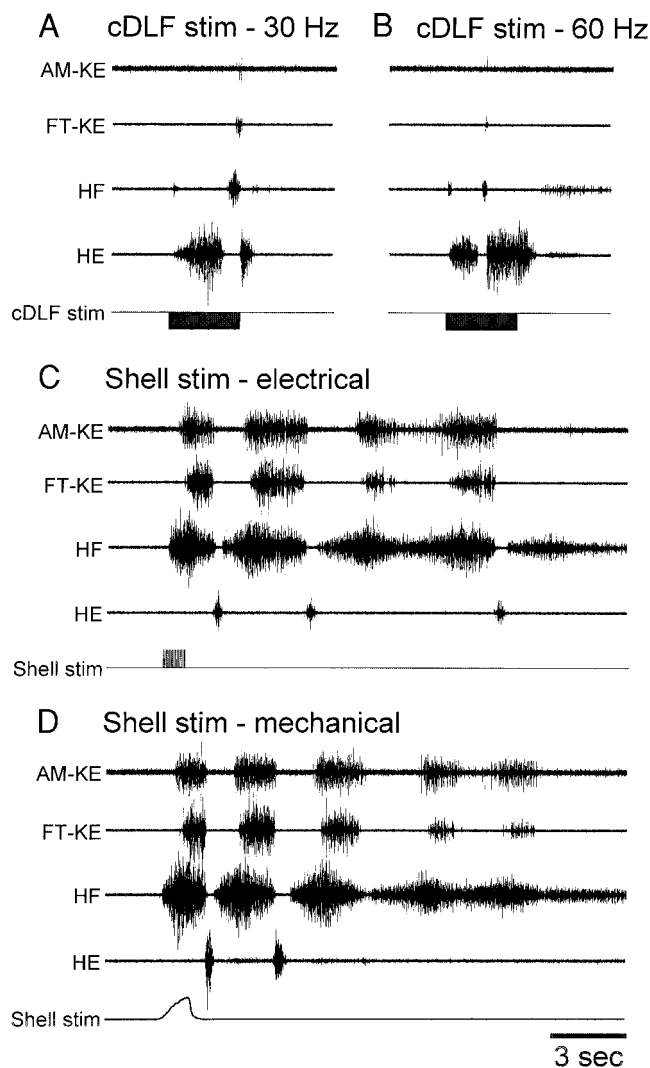 A cDLF stim - 30 Hz
B cDLF stim - 60 Hz
AM-KE
FT-KE
HF
HE
cDLF stim
C Shell stim - electrical
AM-KE
FT-KE
HF
HE
Shell stim
D Shell stim - mechanical
AM-KE
FT-KE
HF
HE
Shell stim
3 sec